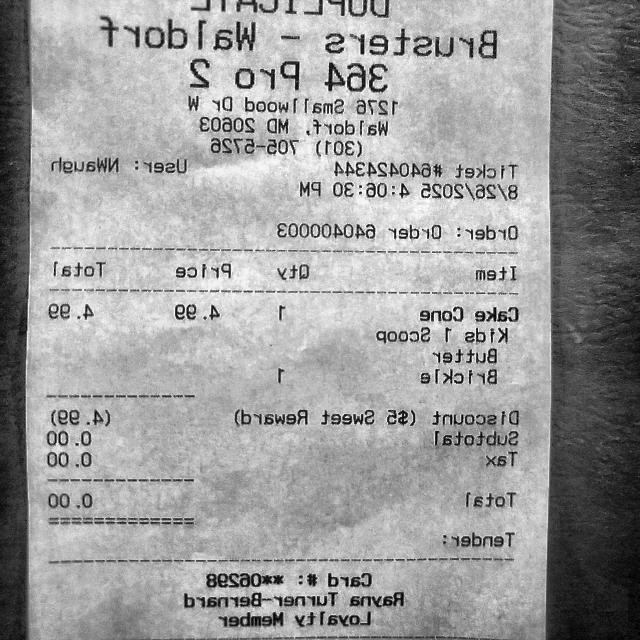 DUPLICATE
Brusters - Waldorf
364 Pro 2
1276 Smallwood Dr W
Waldorf, MD 20603
(301) 705-5726
Ticket #640424344 User: NWaugh
8/26/2025 4:06:30 PM
Order: Order 640400003
Item Qty Price Total
Cake Cone 1 4.99 4.99
Kids 1 Scoop
Butter
Brickle 1
Discount ($5 Sweet Reward) (4.99)
Subtotal 0.00
Tax 0.00
Total 0.00
Tender:
Card #: **06298
Rayna Turner-Bernard
Loyalty Member